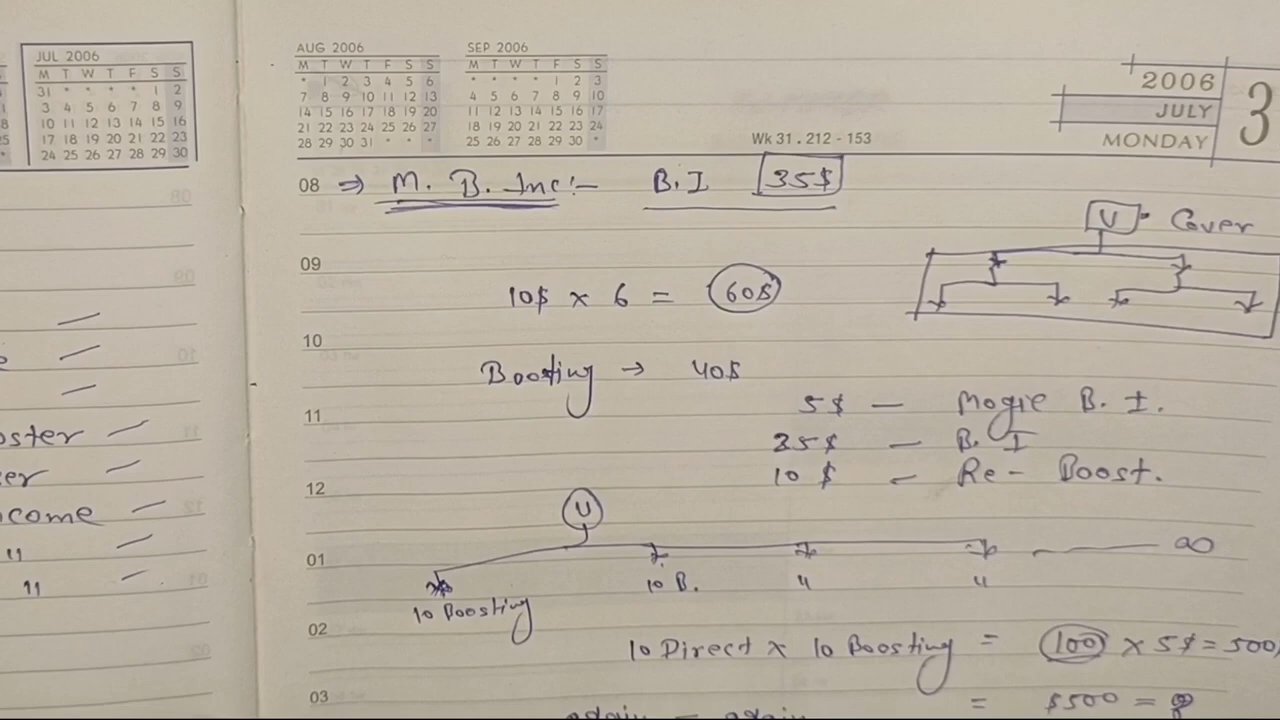 JUL 2006
M T W T F S S
31 * * * * 1 2
3 4 5 6 7 8 9
10 11 12 13 14 15 16
17 18 19 20 21 22 23
24 25 26 27 28 29 30
AUG 2006
M T W T F S S
* 1 2 3 4 5 6
7 8 9 10 11 12 13
14 15 16 17 18 19 20
21 22 23 24 25 26 27
28 29 30 31 * * *
SEP 2006
M T W T F S S
* * * * 1 2 3
4 5 6 7 8 9 10
11 12 13 14 15 16 17
18 19 20 21 22 23 24
25 26 27 28 29 30 *
Wk 31 . 212 - 153
2006
JULY
MONDAY
3
oster
er
come
"
"
08 ⇒ M. B. Inc:- B.I 35$
U Cover
09
10$ x 6 = 60$
10
Boosting → 40$
11
5$ — Mogie B. I.
35$ — B. I
10 $ — Re - Boost.
12
U
01 ∞
10 Boosting 10 B. " "
02
10 Direct x 10 Boosting = 100 x 5$ = 500
03
= $500 =
again — again